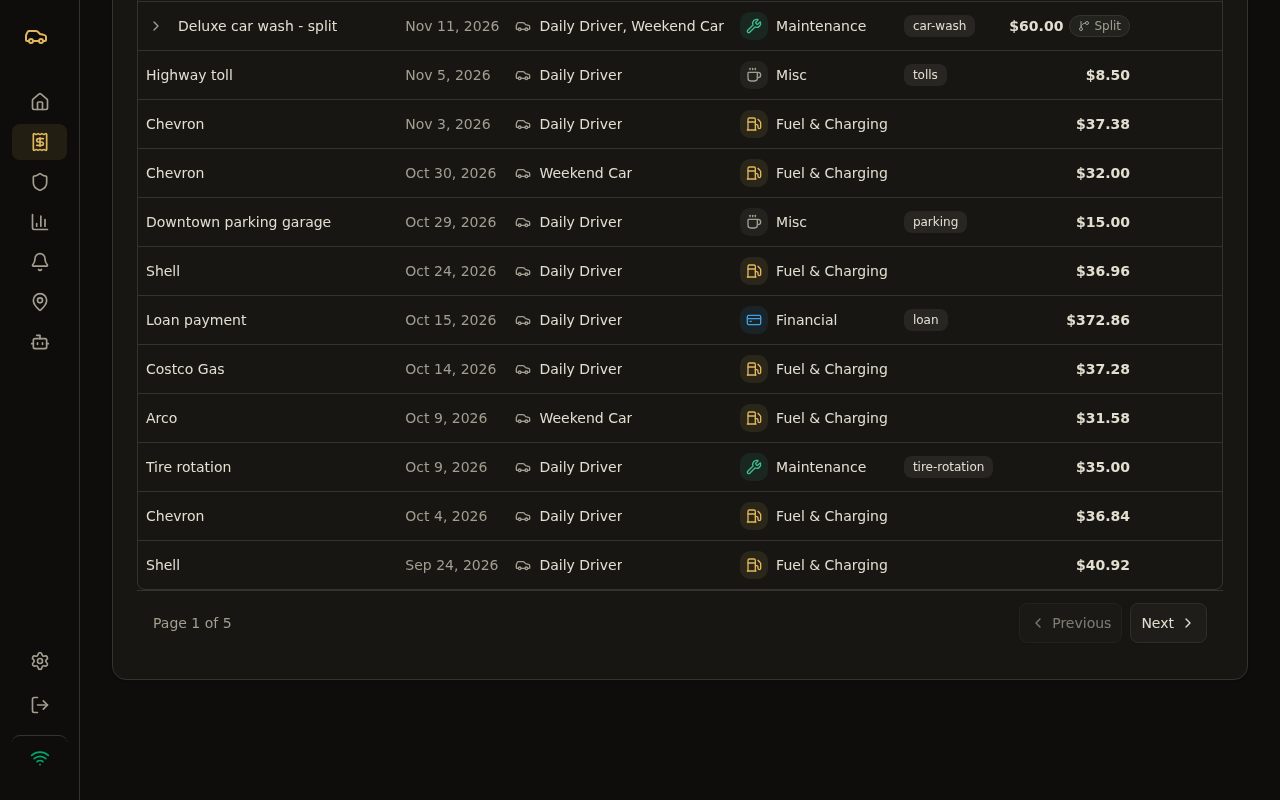 Deluxe car wash - split Nov 11, 2026 Daily Driver, Weekend Car Maintenance car-wash $60.00 Split
Highway toll Nov 5, 2026 Daily Driver Misc tolls $8.50
Chevron Nov 3, 2026 Daily Driver Fuel & Charging $37.38
Chevron Oct 30, 2026 Weekend Car Fuel & Charging $32.00
Downtown parking garage Oct 29, 2026 Daily Driver Misc parking $15.00
Shell Oct 24, 2026 Daily Driver Fuel & Charging $36.96
Loan payment Oct 15, 2026 Daily Driver Financial loan $372.86
Costco Gas Oct 14, 2026 Daily Driver Fuel & Charging $37.28
Arco Oct 9, 2026 Weekend Car Fuel & Charging $31.58
Tire rotation Oct 9, 2026 Daily Driver Maintenance tire-rotation $35.00
Chevron Oct 4, 2026 Daily Driver Fuel & Charging $36.84
Shell Sep 24, 2026 Daily Driver Fuel & Charging $40.92
Page 1 of 5 Previous Next